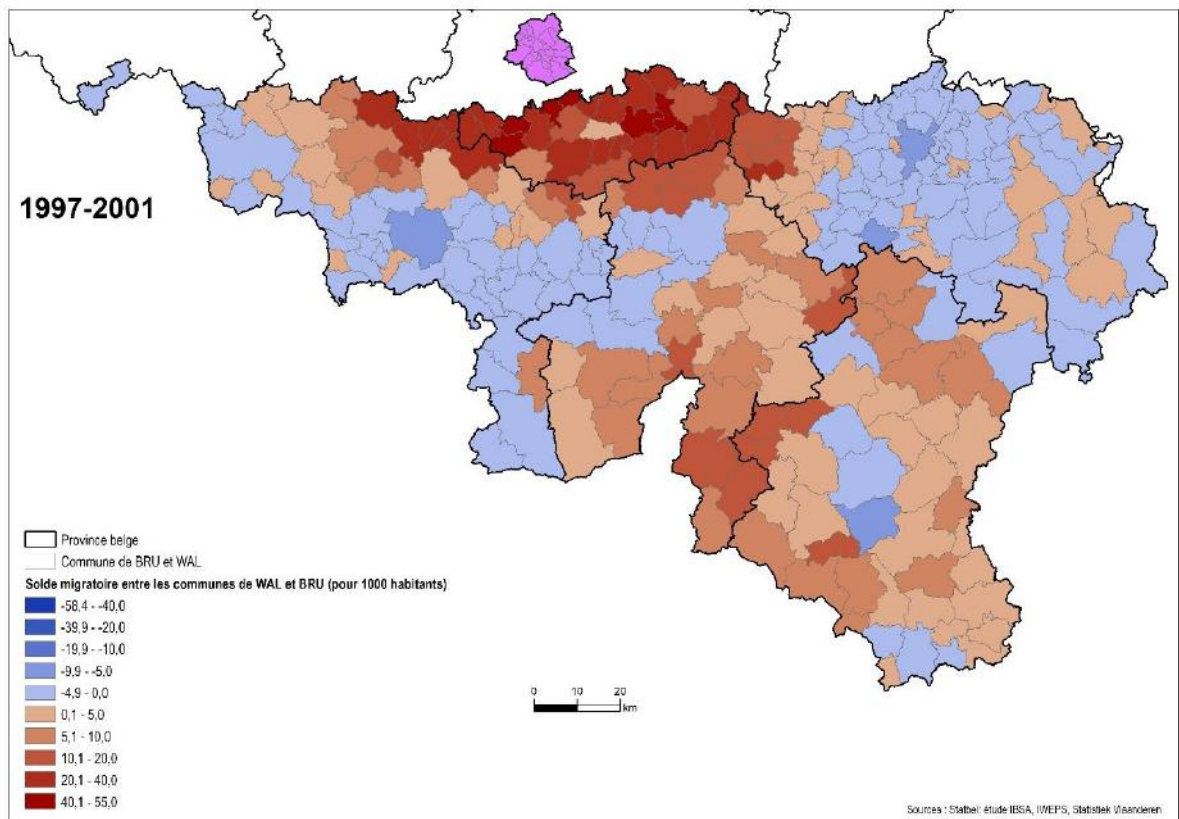 1997-2001
Province belge
Commune de BRU et WAL
Solde migratoire entre les communes de WAL et BRU (pour 1000 habitants)
-58,4 - -40,0
-39,9 - -20,0
-19,9 - -10,0
-9,9 - -5,0
-4,9 - 0,0
0,1 - 5,0
5,1 - 10,0
10,1 - 20,0
20,1 - 40,0
40,1 - 55,0
0 10 20
km
Sources : Statbel: étude IBSA, IWEPS, Statistiek Vlaanderen